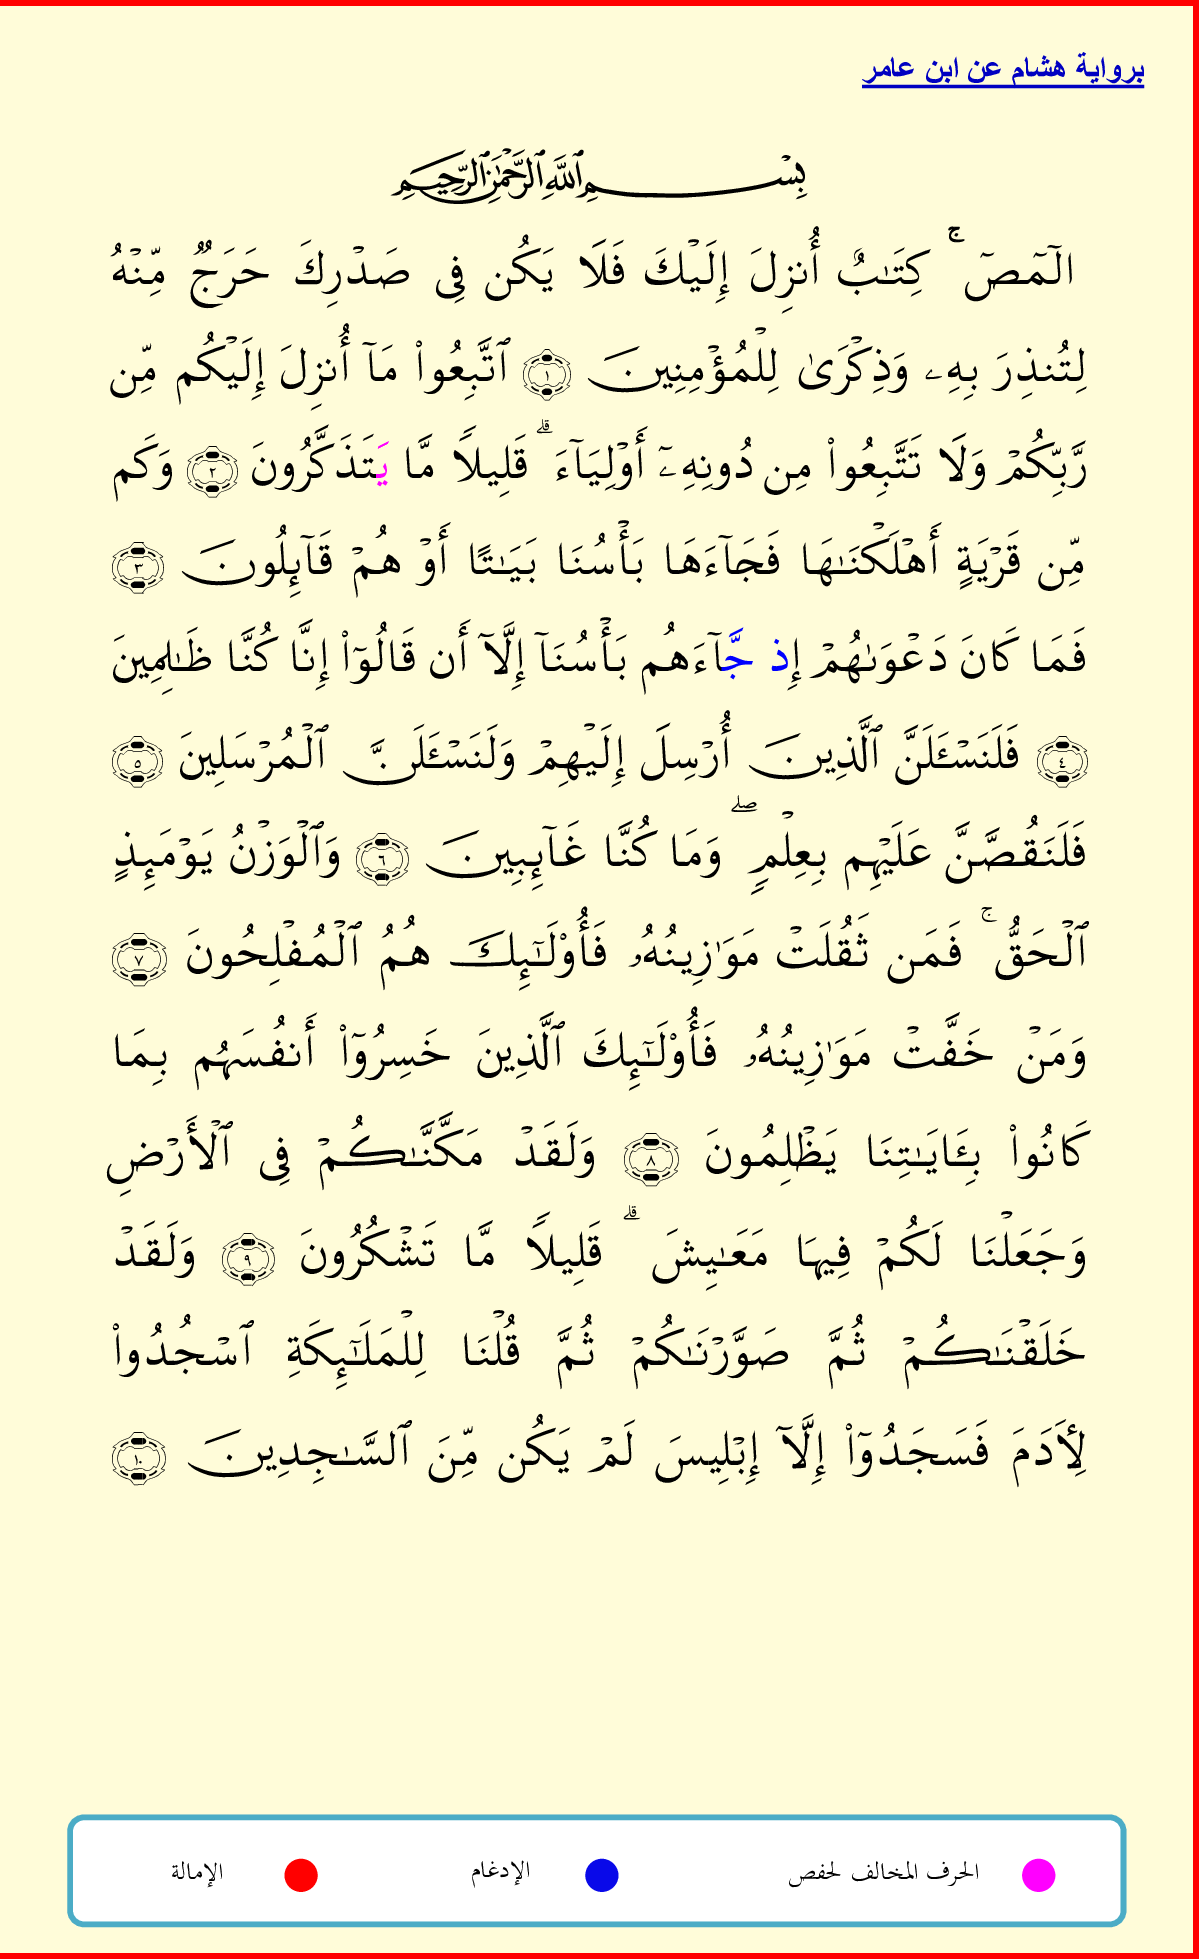 برواية هشام عن ابن عامر
بِسْمِ ٱللَّهِ ٱلرَّحْمَٰنِ ٱلرَّحِيمِ
الٓمٓصٓ ۚ كِتَٰبٌ أُنزِلَ إِلَيْكَ فَلَا يَكُن فِى صَدْرِكَ حَرَجٌ مِّنْهُ
لِتُنذِرَ بِهِۦ وَذِكْرَىٰ لِلْمُؤْمِنِينَ ١ ٱتَّبِعُوا۟ مَآ أُنزِلَ إِلَيْكُم مِّن
رَّبِّكُمْ وَلَا تَتَّبِعُوا۟ مِن دُونِهِۦٓ أَوْلِيَآءَ ۗ قَلِيلًا مَّا يَتَذَكَّرُونَ ٢ وَكَم
مِّن قَرْيَةٍ أَهْلَكْنَٰهَا فَجَآءَهَا بَأْسُنَا بَيَٰتًا أَوْ هُمْ قَآئِلُونَ ٣
فَمَا كَانَ دَعْوَىٰهُمْ إِذ جَّآءَهُم بَأْسُنَآ إِلَّآ أَن قَالُوٓا۟ إِنَّا كُنَّا ظَٰلِمِينَ
٤ فَلَنَسْـَٔلَنَّ ٱلَّذِينَ أُرْسِلَ إِلَيْهِمْ وَلَنَسْـَٔلَنَّ ٱلْمُرْسَلِينَ ٥
فَلَنَقُصَّنَّ عَلَيْهِم بِعِلْمٍ ۖ وَمَا كُنَّا غَآئِبِينَ ٦ وَٱلْوَزْنُ يَوْمَئِذٍ
ٱلْحَقُّ ۚ فَمَن ثَقُلَتْ مَوَٰزِينُهُۥ فَأُو۟لَٰٓئِكَ هُمُ ٱلْمُفْلِحُونَ ٧
وَمَنْ خَفَّتْ مَوَٰزِينُهُۥ فَأُو۟لَٰٓئِكَ ٱلَّذِينَ خَسِرُوٓا۟ أَنفُسَهُم بِمَا
كَانُوا۟ بِـَٔايَٰتِنَا يَظْلِمُونَ ٨ وَلَقَدْ مَكَّنَّٰكُمْ فِى ٱلْأَرْضِ
وَجَعَلْنَا لَكُمْ فِيهَا مَعَٰيِشَ ۗ قَلِيلًا مَّا تَشْكُرُونَ ٩ وَلَقَدْ
خَلَقْنَٰكُمْ ثُمَّ صَوَّرْنَٰكُمْ ثُمَّ قُلْنَا لِلْمَلَٰٓئِكَةِ ٱسْجُدُوا۟
لِأَدَمَ فَسَجَدُوٓا۟ إِلَّآ إِبْلِيسَ لَمْ يَكُن مِّنَ ٱلسَّٰجِدِينَ ١٠
الحرف المخالف لحفص الإدغام الإمالة